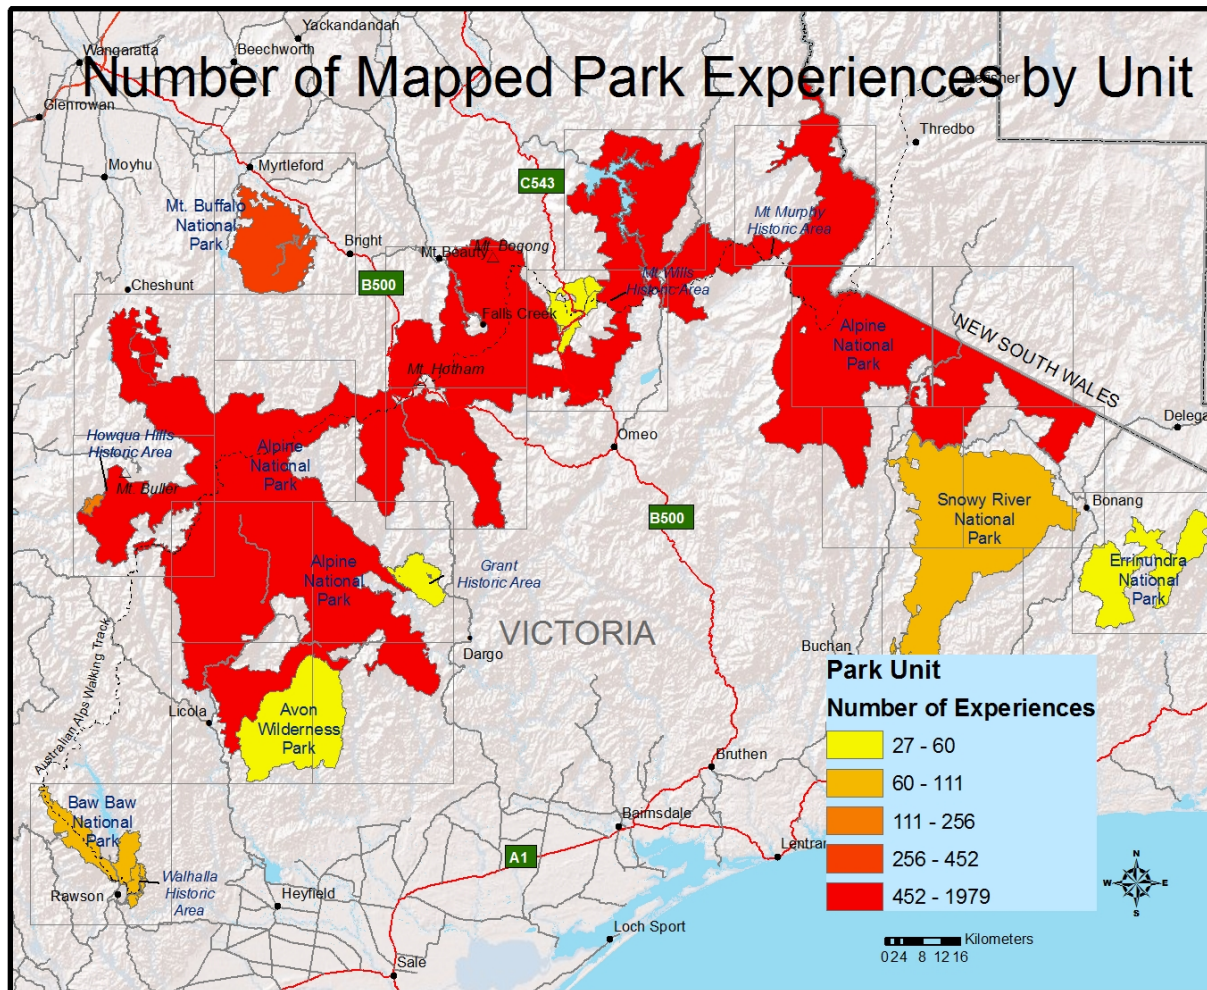 Yackandandah
Wangaratta
Beechworth
Number of Mapped Park Experiences by Unit
Glenrowan
Thredbo
Moyhu
Myrtleford
C543
Mt. Buffalo
National
Park
Mt Murphy
Historic Area
Bright
Mt Beauty
Mt. Bogong
B500
Cheshunt
Mt Wills
Historic Area
Falls Creek
Alpine
National
Park
NEW SOUTH WALES
Mt. Hotham
Howqua Hills
Historic Area
Omeo
Alpine
National
Park
Mt. Buller
Snowy River
National
Park
Bonang
B500
Alpine
National
Park
Grant
Historic Area
Errinundra
National
Park
VICTORIA
Dargo
Buchan
Australian Alps Walking Track
Licola
Avon
Wilderness
Park
Park Unit
Number of Experiences
27 - 60
60 - 111
111 - 256
256 - 452
452 - 1979
Bruthen
Baw Baw
National
Park
Bairnsdale
A1
Walhalla
Historic
Area
Rawson
Heyfield
Loch Sport
Sale
N
W
E
S
Kilometers
0 2 4 8 12 16